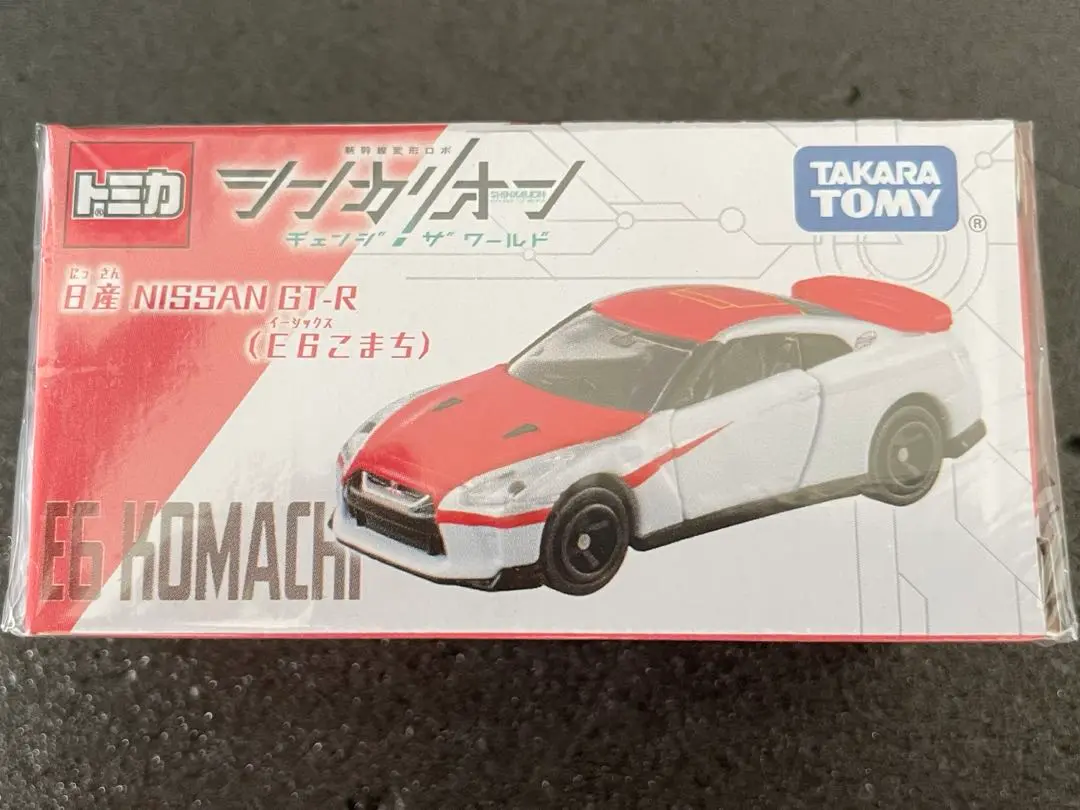 トミカ
新幹線変形ロボ
シンカリオン
SHINKALION
チェンジ ザ ワールド
TAKARA
TOMY
®
にっ さん
日産 NISSAN GT-R
イーシックス
(E6こまち)
E6 KOMACHI